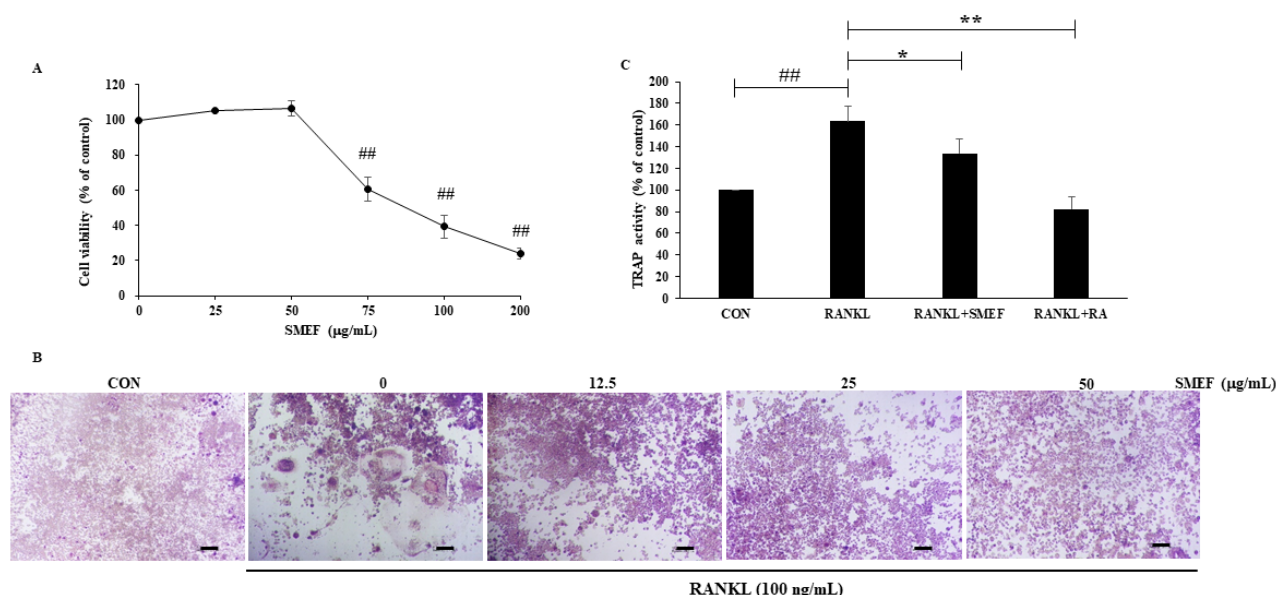 A
Cell viability (% of control)
120
100
80
60
40
20
0
##
##
##
0 25 50 75 100 200
SMEF (μg/mL)
C
TRAP activity (% of control)
**
*
##
200
180
160
140
120
100
80
60
40
20
0
CON RANKL RANKL+SMEF RANKL+RA
B
CON 0 12.5 25 50 SMEF (μg/mL)
RANKL (100 ng/mL)